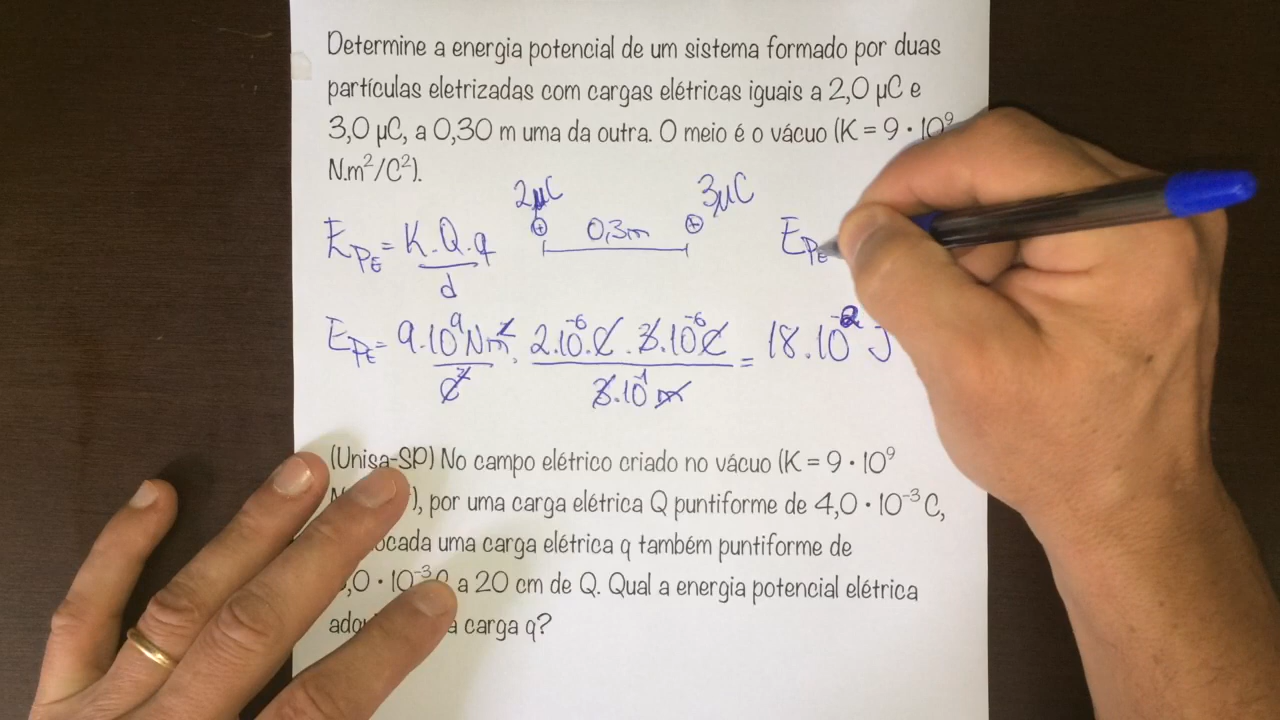 Determine a energia potencial de um sistema formado por duas
partículas eletrizadas com cargas elétricas iguais a 2,0 μC e
3,0 μC, a 0,30 m uma da outra. O meio é o vácuo (K = 9 · 10⁹
N.m²/C²).
2μC 3μC
E_PE = K.Q.q / d
⊕ 0,3m ⊕
E_PE
E_PE = 9.10⁹ Nm² / C² . 2.10⁻⁶.C . 3.10⁻⁶C / 3.10⁻¹ m = 18.10⁻² J
(Unisa-SP) No campo elétrico criado no vácuo (K = 9 · 10⁹
), por uma carga elétrica Q puntiforme de 4,0 · 10⁻³ C,
uma carga elétrica q também puntiforme de
,0 · 10⁻³ a 20 cm de Q. Qual a energia potencial elétrica
carga q?